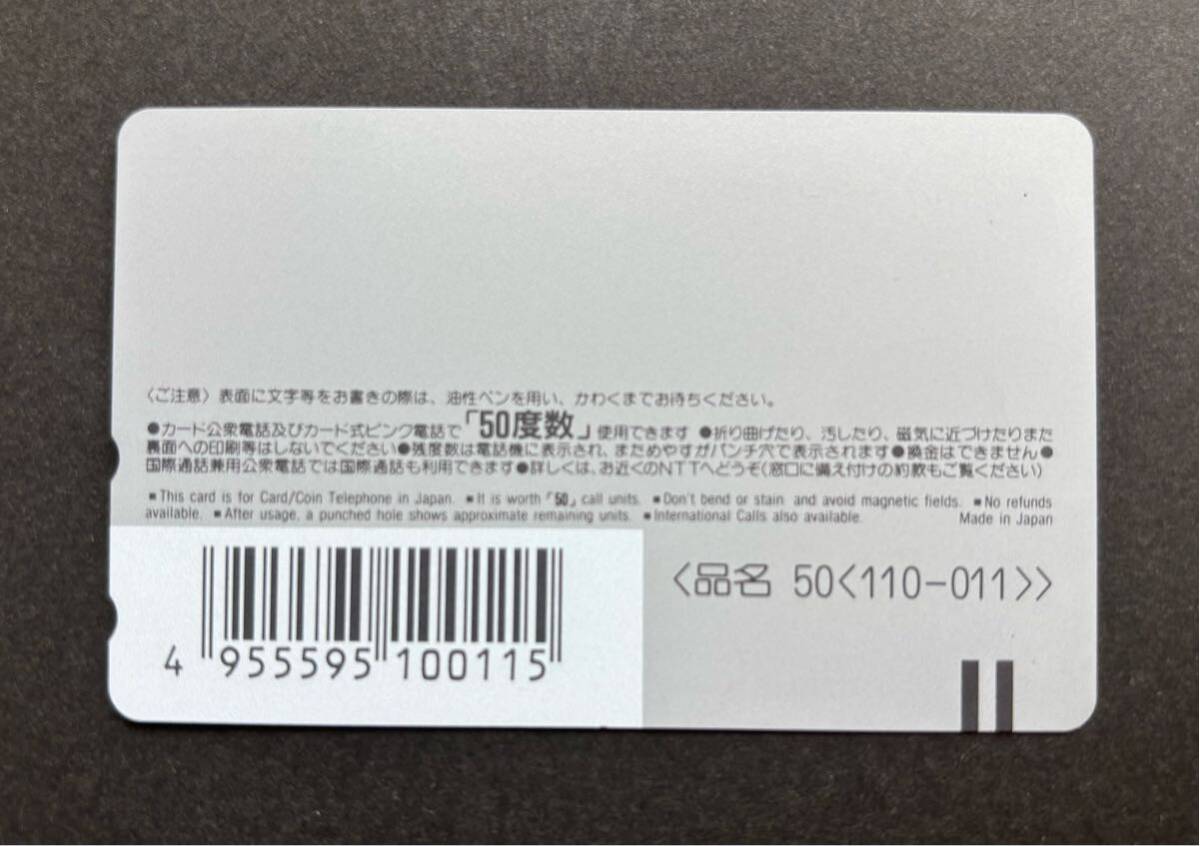 〈ご注意〉表面に文字等をお書きの際は、油性ペンを用い、かわくまでお待ちください。
●カード公衆電話及びカード式ピンク電話で「50度数」使用できます ●折り曲げたり、汚したり、磁気に近づけたりまた
裏面への印刷等はしないでください●残度数は電話機に表示され、まためやすがパンチ穴で表示されます●換金はできません●
国際通話兼用公衆電話では国際通話も利用できます●詳しくは、お近くのNTTへどうぞ(窓口に備え付けの約款もご覧ください)
■This card is for Card/Coin Telephone in Japan. ■It is worth「50」call units. ■Don't bend or stain and avoid magnetic fields. ■No refunds
available. ■After usage, a punched hole shows approximate remaining units. ■International Calls also available. Made in Japan
〈品名 50〈110-011〉〉
4 955595 100115